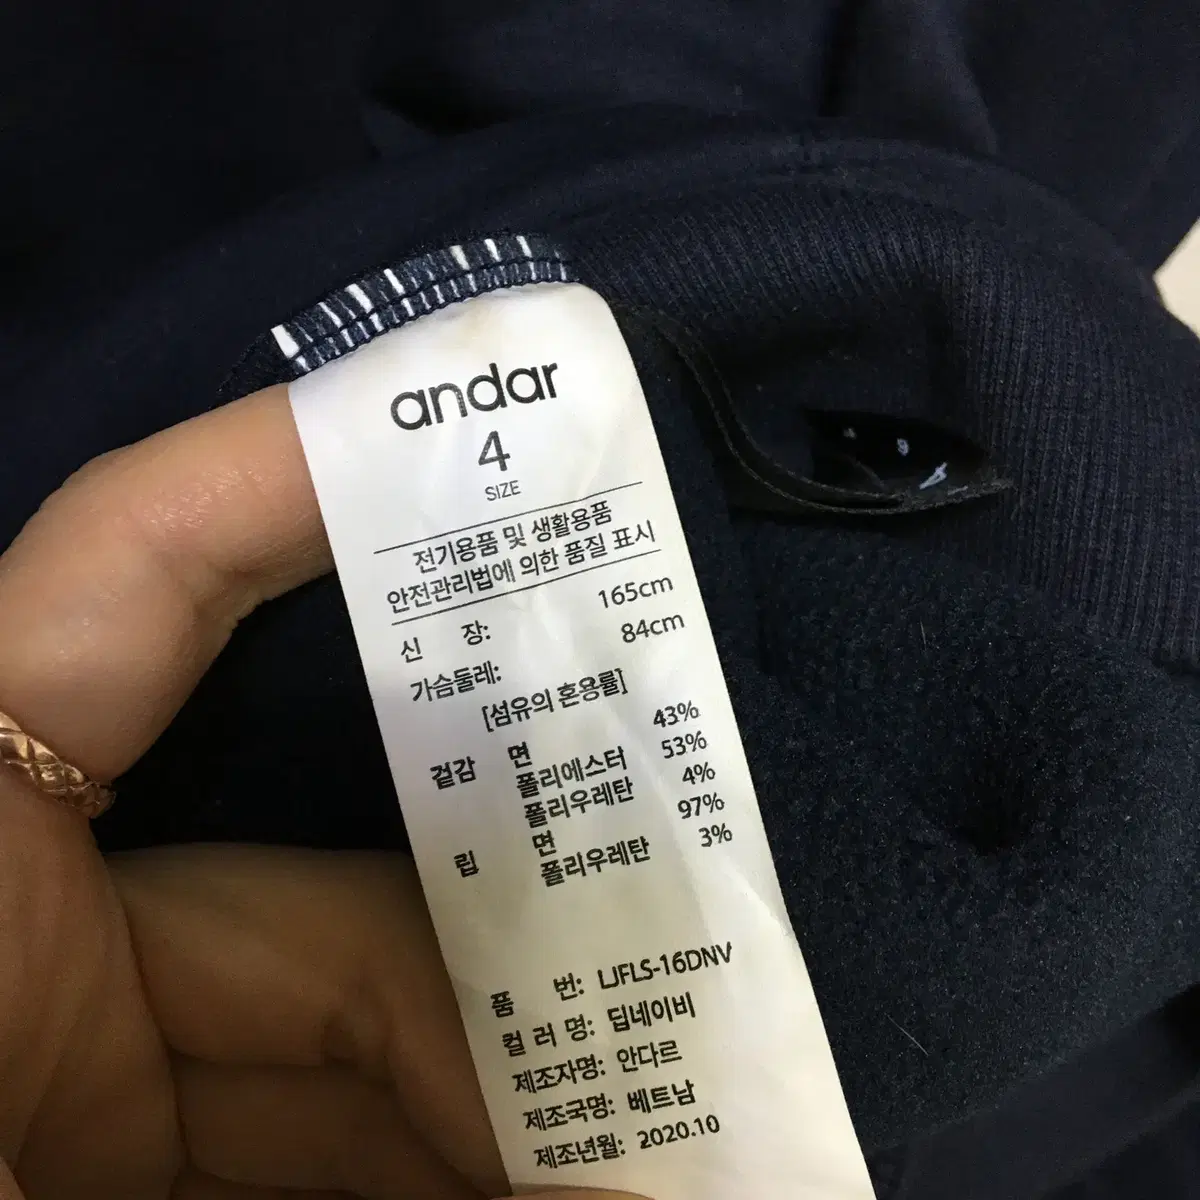 andar
4
SIZE
전기용품 및 생활용품
안전관리법에 의한 품질 표시
신 장: 165cm
가슴둘레: 84cm
[섬유의 혼용률]
겉감 면 43%
폴리에스터 53%
폴리우레탄 4%
립 면 97%
폴리우레탄 3%
품 번: LJFLS-16DNV
컬 러 명: 딥네이비
제조자명: 안다르
제조국명: 베트남
제조년월: 2020.10